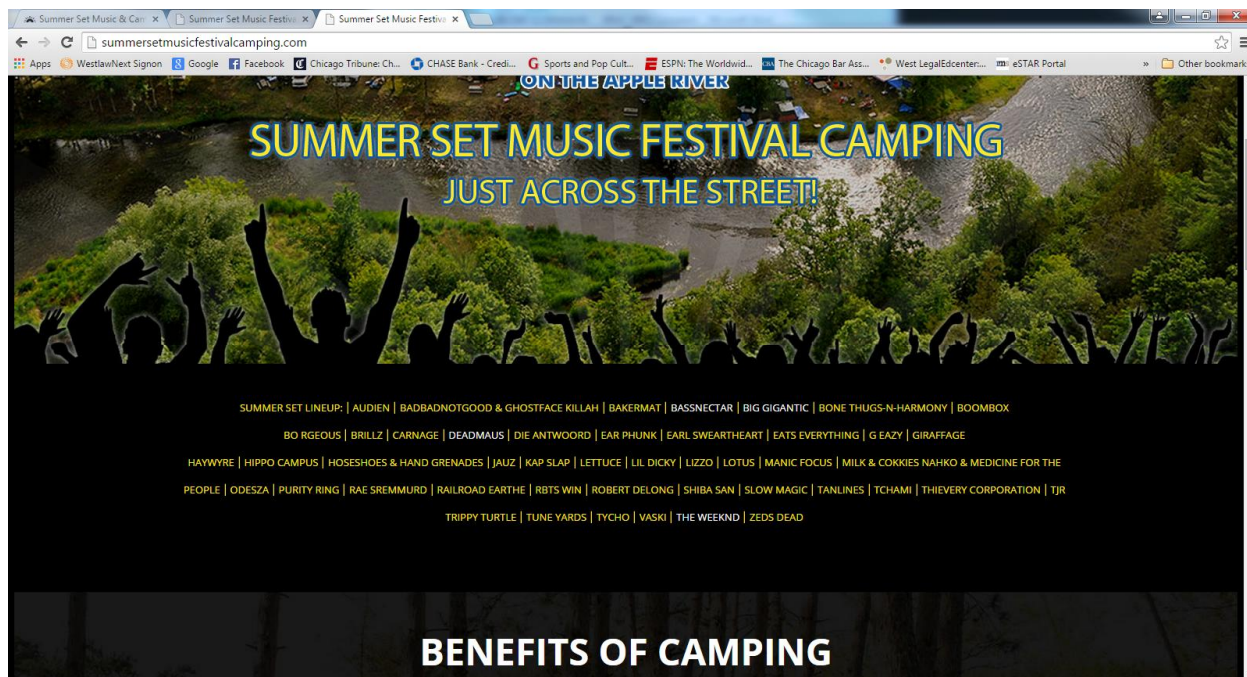 Summer Set Music & Cam
Summer Set Music Festiva
Summer Set Music Festiva
summersetmusicfestivalcamping.com
Apps WestlawNext Signon Google Facebook Chicago Tribune: Ch... CHASE Bank - Credi... Sports and Pop Cult... ESPN: The Worldwid... The Chicago Bar Ass... West LegalEdcenter:... eSTAR Portal » Other bookmark
ON THE APPLE RIVER
SUMMER SET MUSIC FESTIVAL CAMPING
JUST ACROSS THE STREET!
SUMMER SET LINEUP: | AUDIEN | BADBADNOTGOOD & GHOSTFACE KILLAH | BAKERMAT | BASSNECTAR | BIG GIGANTIC | BONE THUGS-N-HARMONY | BOOMBOX
BO RGEOUS | BRILLZ | CARNAGE | DEADMAUS | DIE ANTWOORD | EAR PHUNK | EARL SWEARTHEART | EATS EVERYTHING | G EAZY | GIRAFFAGE
HAYWYRE | HIPPO CAMPUS | HOSESHOES & HAND GRENADES | JAUZ | KAP SLAP | LETTUCE | LIL DICKY | LIZZO | LOTUS | MANIC FOCUS | MILK & COKKIES NAHKO & MEDICINE FOR THE
PEOPLE | ODESZA | PURITY RING | RAE SREMMURD | RAILROAD EARTHE | RBTS WIN | ROBERT DELONG | SHIBA SAN | SLOW MAGIC | TANLINES | TCHAMI | THIEVERY CORPORATION | TJR
TRIPPY TURTLE | TUNE YARDS | TYCHO | VASKI | THE WEEKND | ZEDS DEAD
BENEFITS OF CAMPING